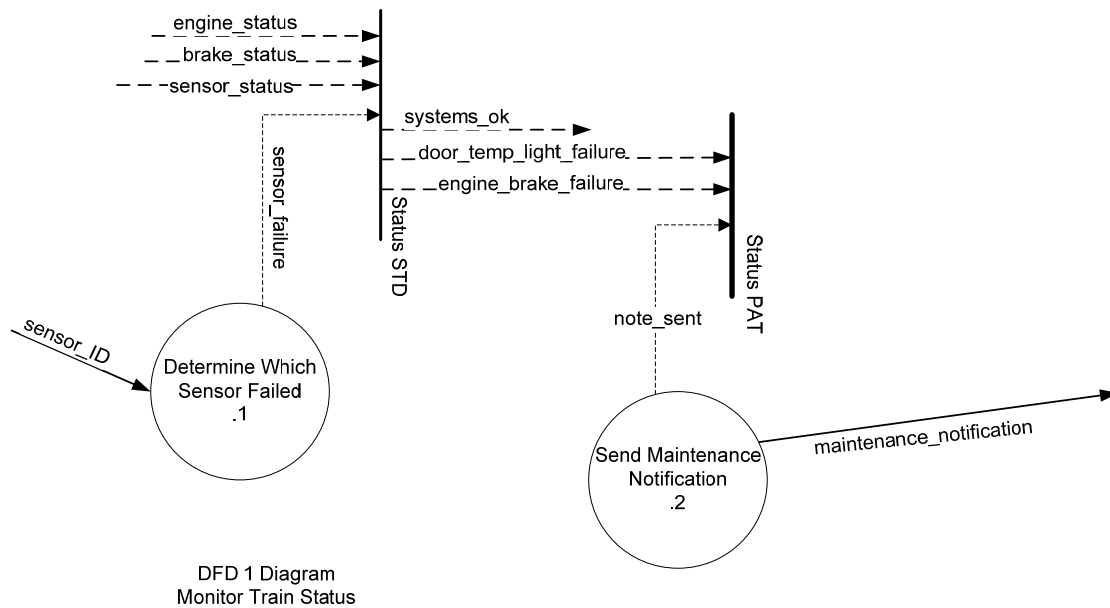 engine_status
brake_status
sensor_status
systems_ok
door_temp_light_failure
engine_brake_failure
sensor_failure
Status STD
Status PAT
sensor_ID
note_sent
Determine Which
Sensor Failed
.1
Send Maintenance
Notification
.2
maintenance_notification
DFD 1 Diagram
Monitor Train Status